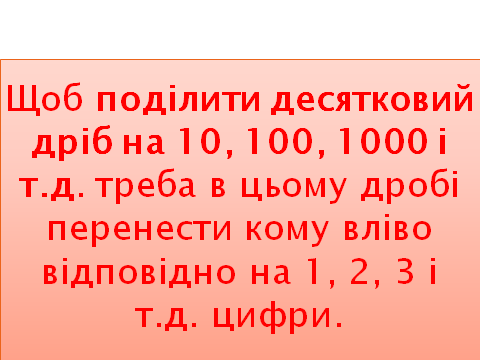 Щоб поділити десятковий
дріб на 10, 100, 1000 і
т.д. треба в цьому дробі
перенести кому вліво
відповідно на 1, 2, 3 і
т.д. цифри.